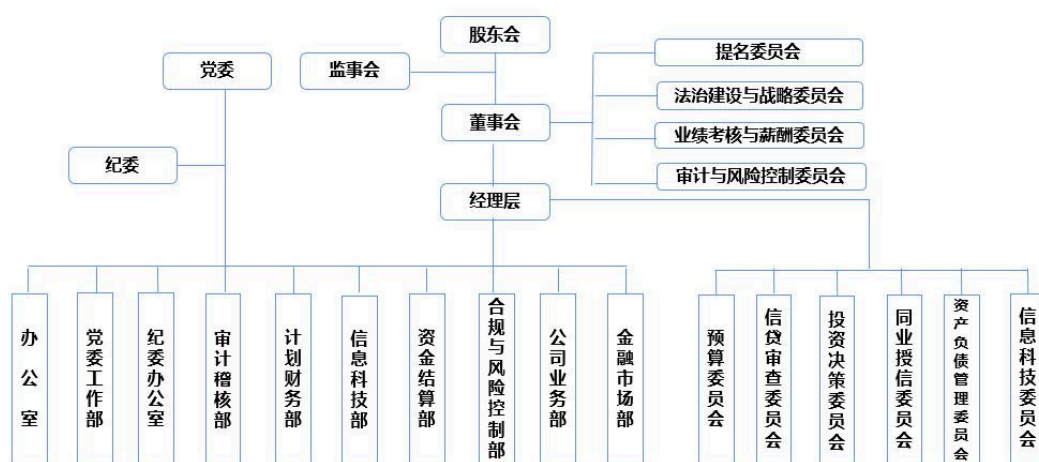 股东会
党委
监事会
提名委员会
法治建设与战略委员会
董事会
业绩考核与薪酬委员会
纪委
审计与风险控制委员会
经理层
办公室
党委工作部
纪委办公室
审计稽核部
计划财务部
信息科技部
资金结算部
合规与风险控制部
公司业务部
金融市场部
预算委员会
信贷审查委员会
投资决策委员会
同业授信委员会
资产负债管理委员会
信息科技委员会